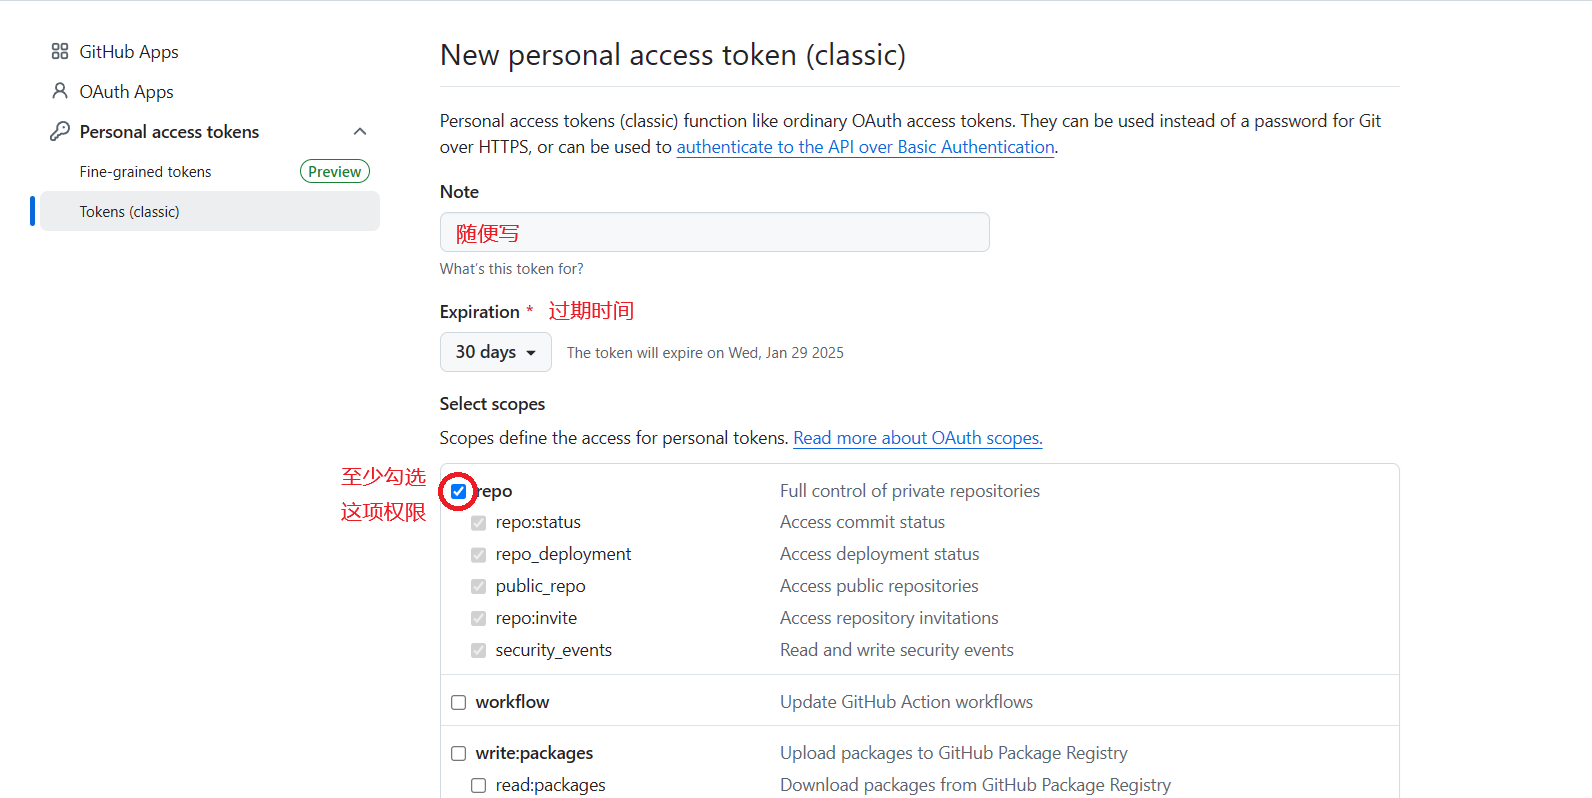 GitHub Apps
OAuth Apps
Personal access tokens
Fine-grained tokens Preview
Tokens (classic)
New personal access token (classic)
Personal access tokens (classic) function like ordinary OAuth access tokens. They can be used instead of a password for Git
over HTTPS, or can be used to authenticate to the API over Basic Authentication.
Note
随便写
What's this token for?
Expiration * 过期时间
30 days The token will expire on Wed, Jan 29 2025
Select scopes
Scopes define the access for personal tokens. Read more about OAuth scopes.
至少勾选
这项权限
repo Full control of private repositories
repo:status Access commit status
repo_deployment Access deployment status
public_repo Access public repositories
repo:invite Access repository invitations
security_events Read and write security events
workflow Update GitHub Action workflows
write:packages Upload packages to GitHub Package Registry
read:packages Download packages from GitHub Package Registry